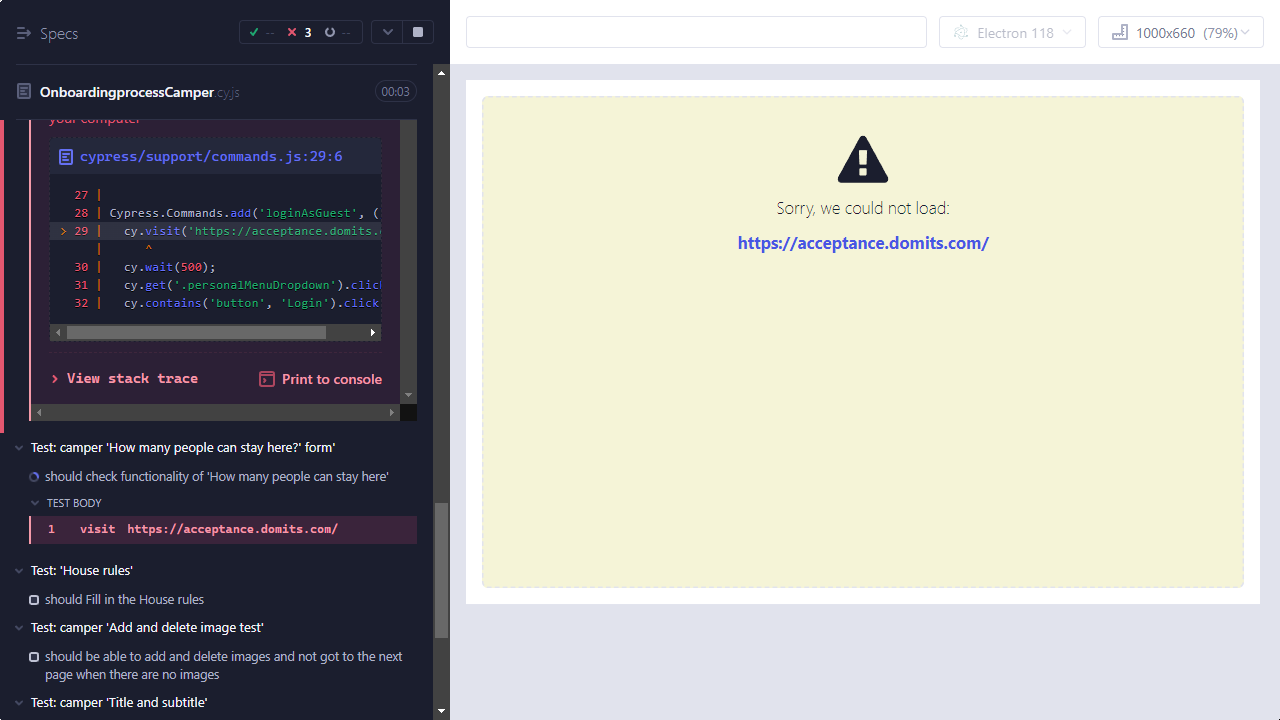 Specs
--
3
--
Electron 118
1000x660 (79%)
OnboardingprocessCamper.cy.js
00:03
your computer
cypress/support/commands.js:29:6
27 |
28 | Cypress.Commands.add('loginAsGuest', (
> 29 | cy.visit('https://acceptance.domits.
| ^
30 | cy.wait(500);
31 | cy.get('.personalMenuDropdown').click
32 | cy.contains('button', 'Login').click
View stack trace
Print to console
Test: camper 'How many people can stay here?' form'
should check functionality of 'How many people can stay here'
TEST BODY
1 visit https://acceptance.domits.com/
Test: 'House rules'
should Fill in the House rules
Test: camper 'Add and delete image test'
should be able to add and delete images and not got to the next
page when there are no images
Test: camper 'Title and subtitle'
Sorry, we could not load:
https://acceptance.domits.com/